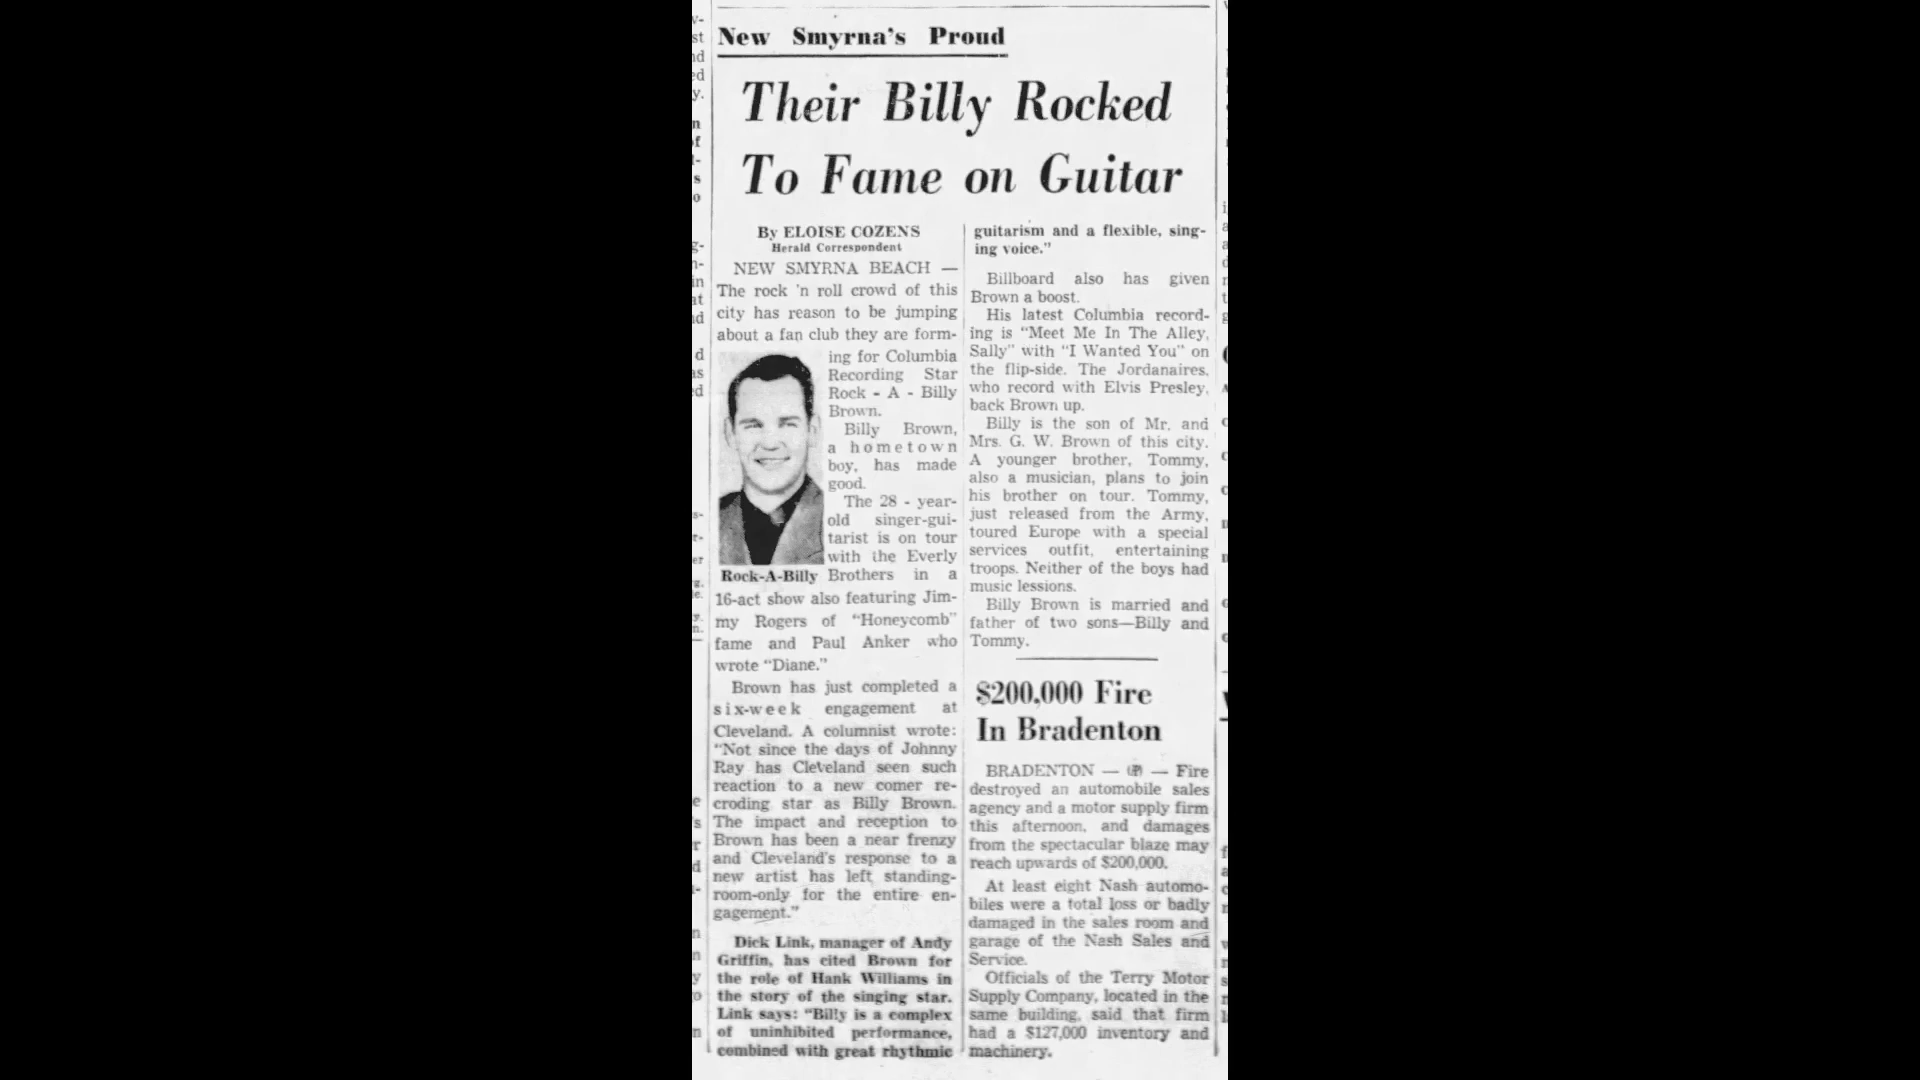 New Smyrna's Proud
Their Billy Rocked
To Fame on Guitar
By ELOISE COZENS
Herald Correspondent
NEW SMYRNA BEACH —
The rock 'n roll crowd of this
city has reason to be jumping
about a fan club they are form-
ing for Columbia
Recording Star
Rock - A - Billy
Brown.
Billy Brown,
a hometown
boy, has made
good.
The 28 - year-
old singer-gui-
tarist is on tour
with the Everly
Rock-A-Billy
Brothers in a
16-act show also featuring Jim-
my Rogers of "Honeycomb"
fame and Paul Anker who
wrote "Diane."
Brown has just completed a
six-week engagement at
Cleveland. A columnist wrote:
"Not since the days of Johnny
Ray has Cleveland seen such
reaction to a new comer re-
croding star as Billy Brown.
The impact and reception to
Brown has been a near frenzy
and Cleveland's response to a
new artist has left standing-
room-only for the entire en-
gagement."
Dick Link, manager of Andy
Griffin, has cited Brown for
the role of Hank Williams in
the story of the singing star.
Link says: "Billy is a complex
of uninhibited performance,
combined with great rhythmic
guitarism and a flexible, sing-
ing voice."
Billboard also has given
Brown a boost.
His latest Columbia record-
ing is "Meet Me In The Alley,
Sally" with "I Wanted You" on
the flip-side. The Jordanaires,
who record with Elvis Presley,
back Brown up.
Billy is the son of Mr. and
Mrs. G. W. Brown of this city.
A younger brother, Tommy,
also a musician, plans to join
his brother on tour. Tommy,
just released from the Army,
toured Europe with a special
services outfit, entertaining
troops. Neither of the boys had
music lessions.
Billy Brown is married and
father of two sons—Billy and
Tommy.
$200,000 Fire
In Bradenton
BRADENTON — — Fire
destroyed an automobile sales
agency and a motor supply firm
this afternoon, and damages
from the spectacular blaze may
reach upwards of $200,000.
At least eight Nash automo-
biles were a total loss or badly
damaged in the sales room and
garage of the Nash Sales and
Service.
Officials of the Terry Motor
Supply Company, located in the
same building, said that firm
had a $127,000 inventory and
machinery.